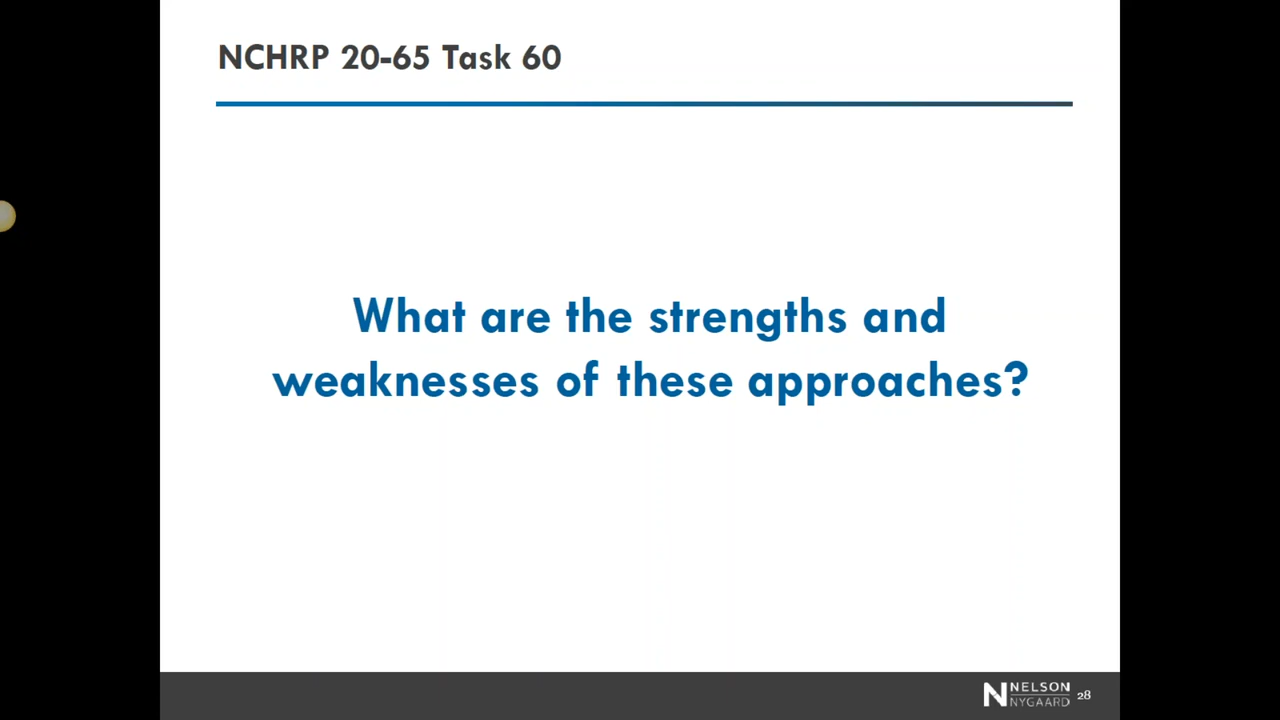 NCHRP 20-65 Task 60
What are the strengths and
weaknesses of these approaches?
NELSON
NYGAARD
28